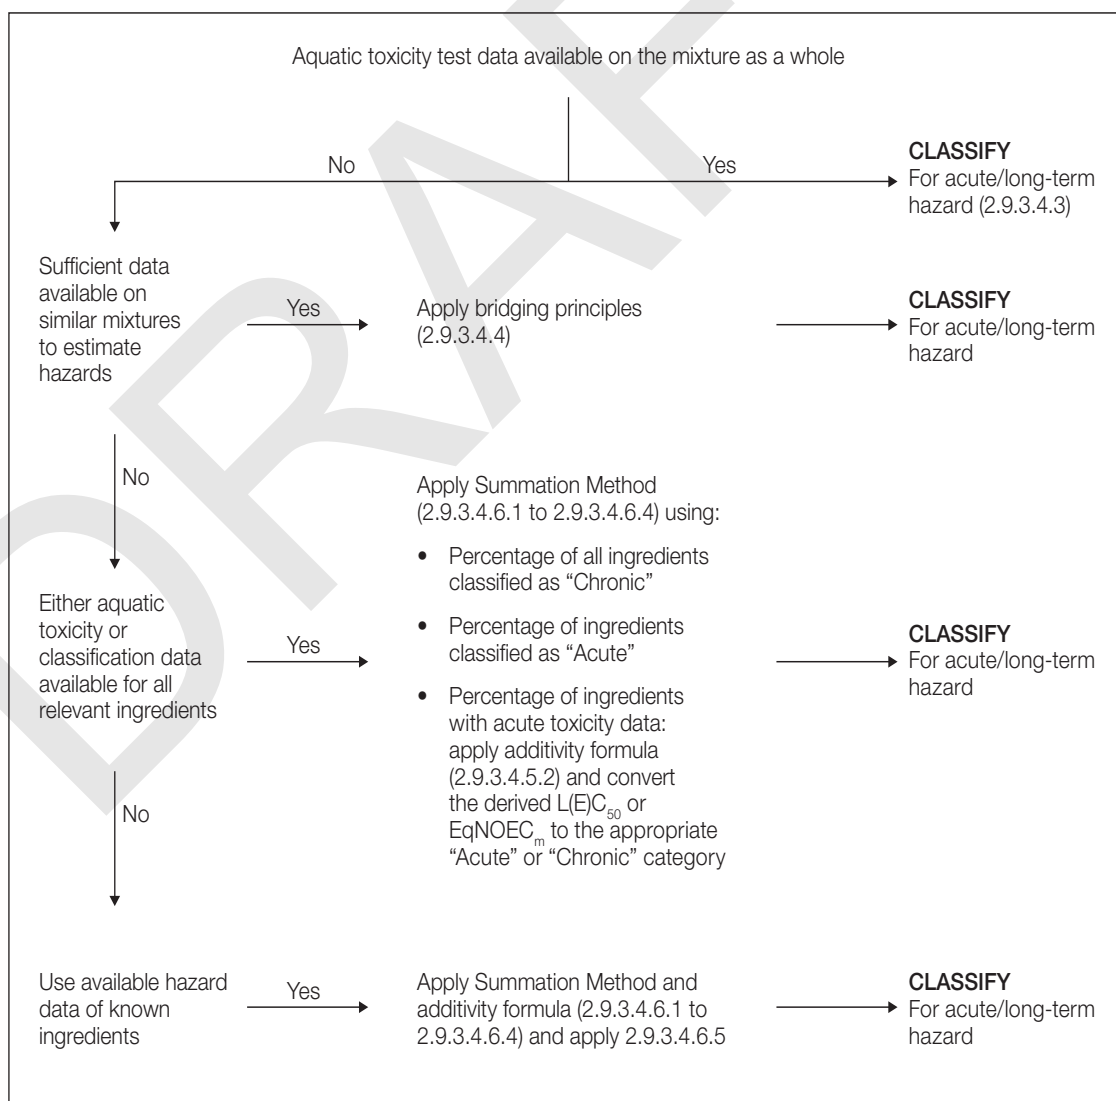 Aquatic toxicity test data available on the mixture as a whole
No
Yes
CLASSIFY
For acute/long-term
hazard (2.9.3.4.3)
Sufficient data
available on
similar mixtures
to estimate
hazards
Yes
Apply bridging principles
(2.9.3.4.4)
CLASSIFY
For acute/long-term
hazard
No
Apply Summation Method
(2.9.3.4.6.1 to 2.9.3.4.6.4) using:
• Percentage of all ingredients
classified as “Chronic”
• Percentage of ingredients
classified as “Acute”
• Percentage of ingredients
with acute toxicity data:
apply additivity formula
(2.9.3.4.5.2) and convert
the derived L(E)C50 or
EqNOECm to the appropriate
“Acute” or “Chronic” category
Either aquatic
toxicity or
classification data
available for all
relevant ingredients
Yes
CLASSIFY
For acute/long-term
hazard
No
Use available hazard
data of known
ingredients
Yes
Apply Summation Method and
additivity formula (2.9.3.4.6.1 to
2.9.3.4.6.4) and apply 2.9.3.4.6.5
CLASSIFY
For acute/long-term
hazard
DRAF